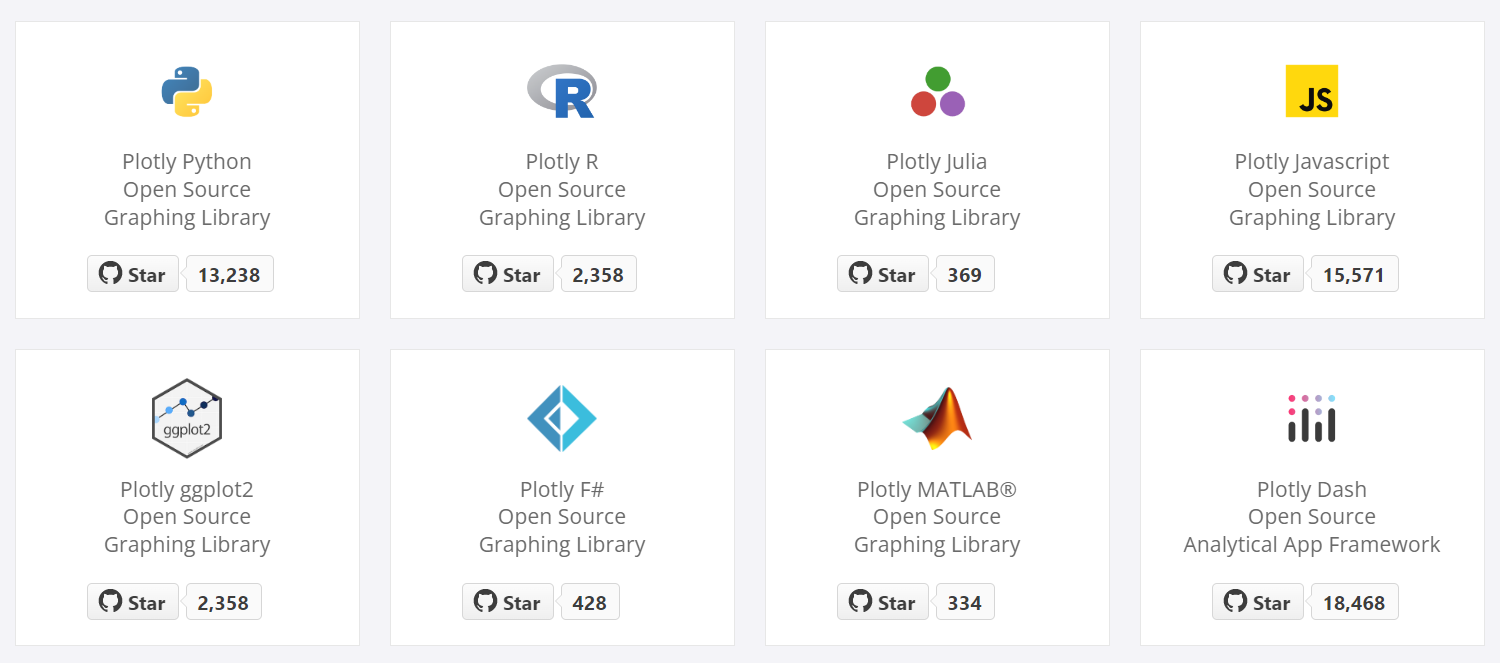 R
JS
Plotly Python
Open Source
Graphing Library
Star 13,238
Plotly R
Open Source
Graphing Library
Star 2,358
Plotly Julia
Open Source
Graphing Library
Star 369
Plotly Javascript
Open Source
Graphing Library
Star 15,571
ggplot2
Plotly ggplot2
Open Source
Graphing Library
Star 2,358
Plotly F#
Open Source
Graphing Library
Star 428
Plotly MATLAB®
Open Source
Graphing Library
Star 334
Plotly Dash
Open Source
Analytical App Framework
Star 18,468